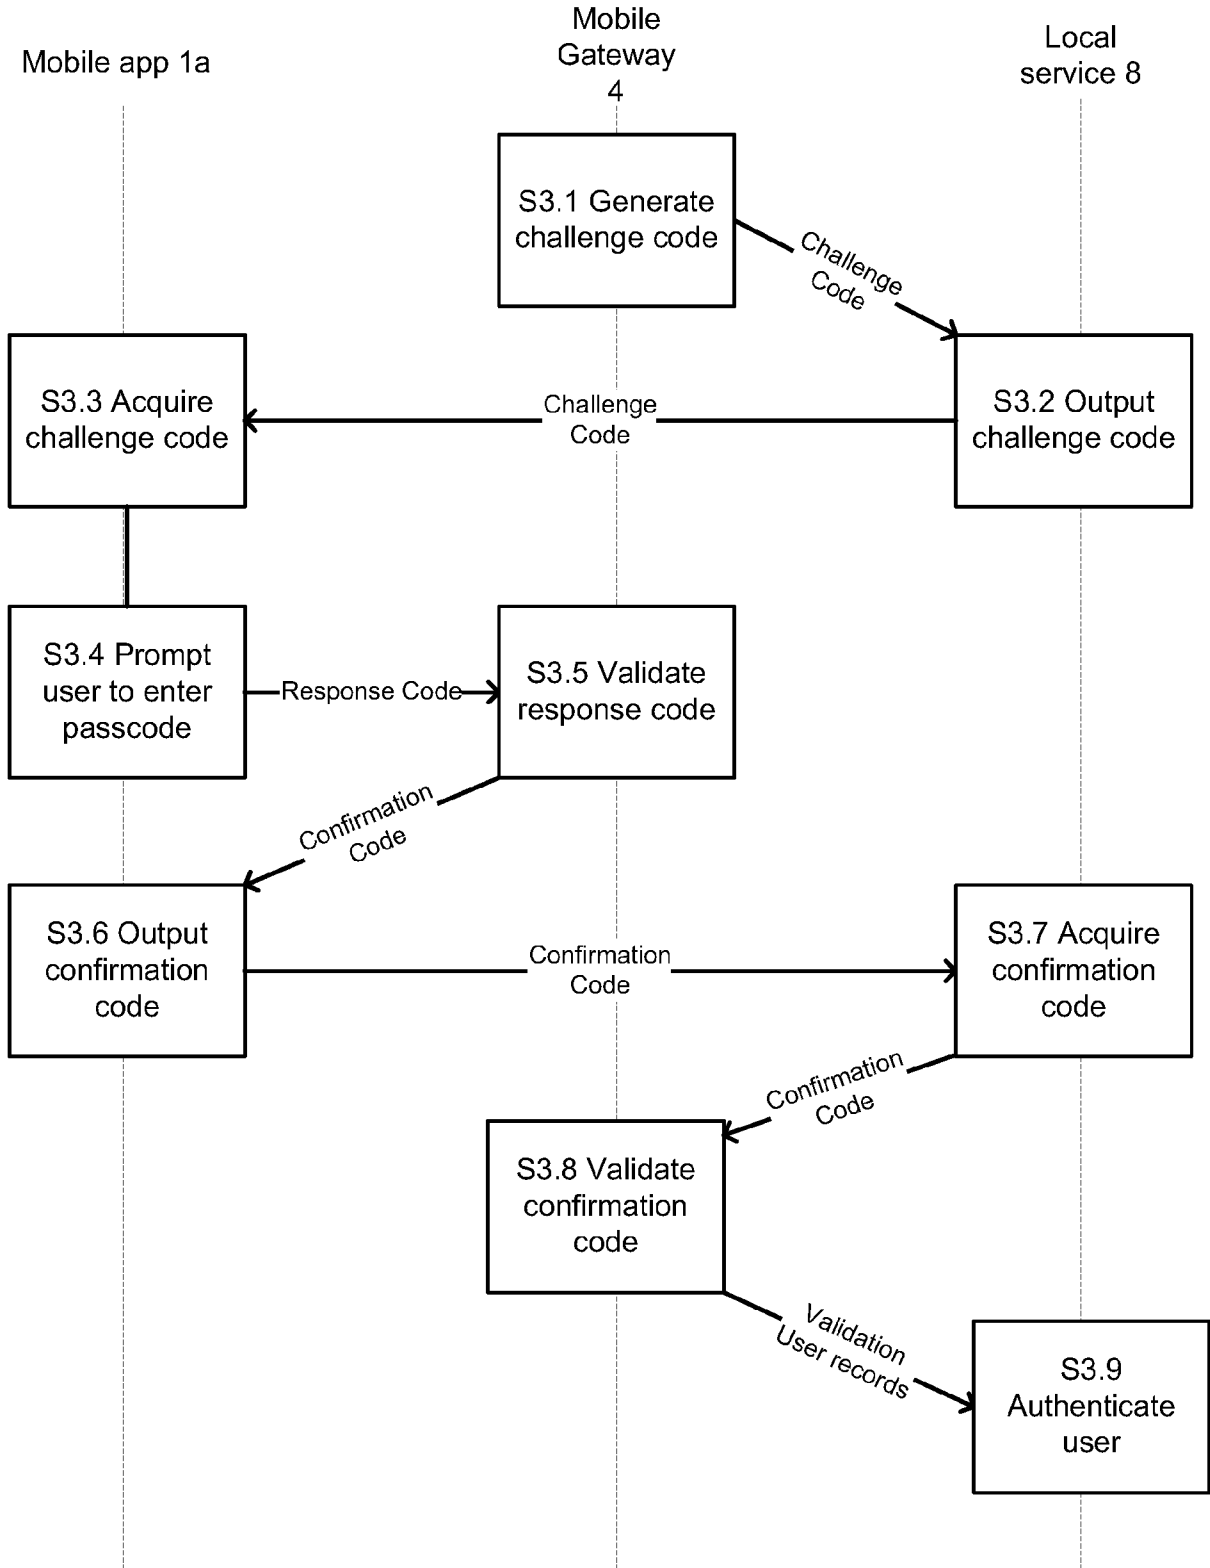 Mobile app 1a
Mobile
Gateway
4
Local
service 8
S3.1 Generate
challenge code
Challenge
Code
S3.3 Acquire
challenge code
Challenge
Code
S3.2 Output
challenge code
S3.4 Prompt
user to enter
passcode
Response Code
S3.5 Validate
response code
Confirmation
Code
S3.6 Output
confirmation
code
Confirmation
Code
S3.7 Acquire
confirmation
code
Confirmation
Code
S3.8 Validate
confirmation
code
Validation
User records
S3.9
Authenticate
user